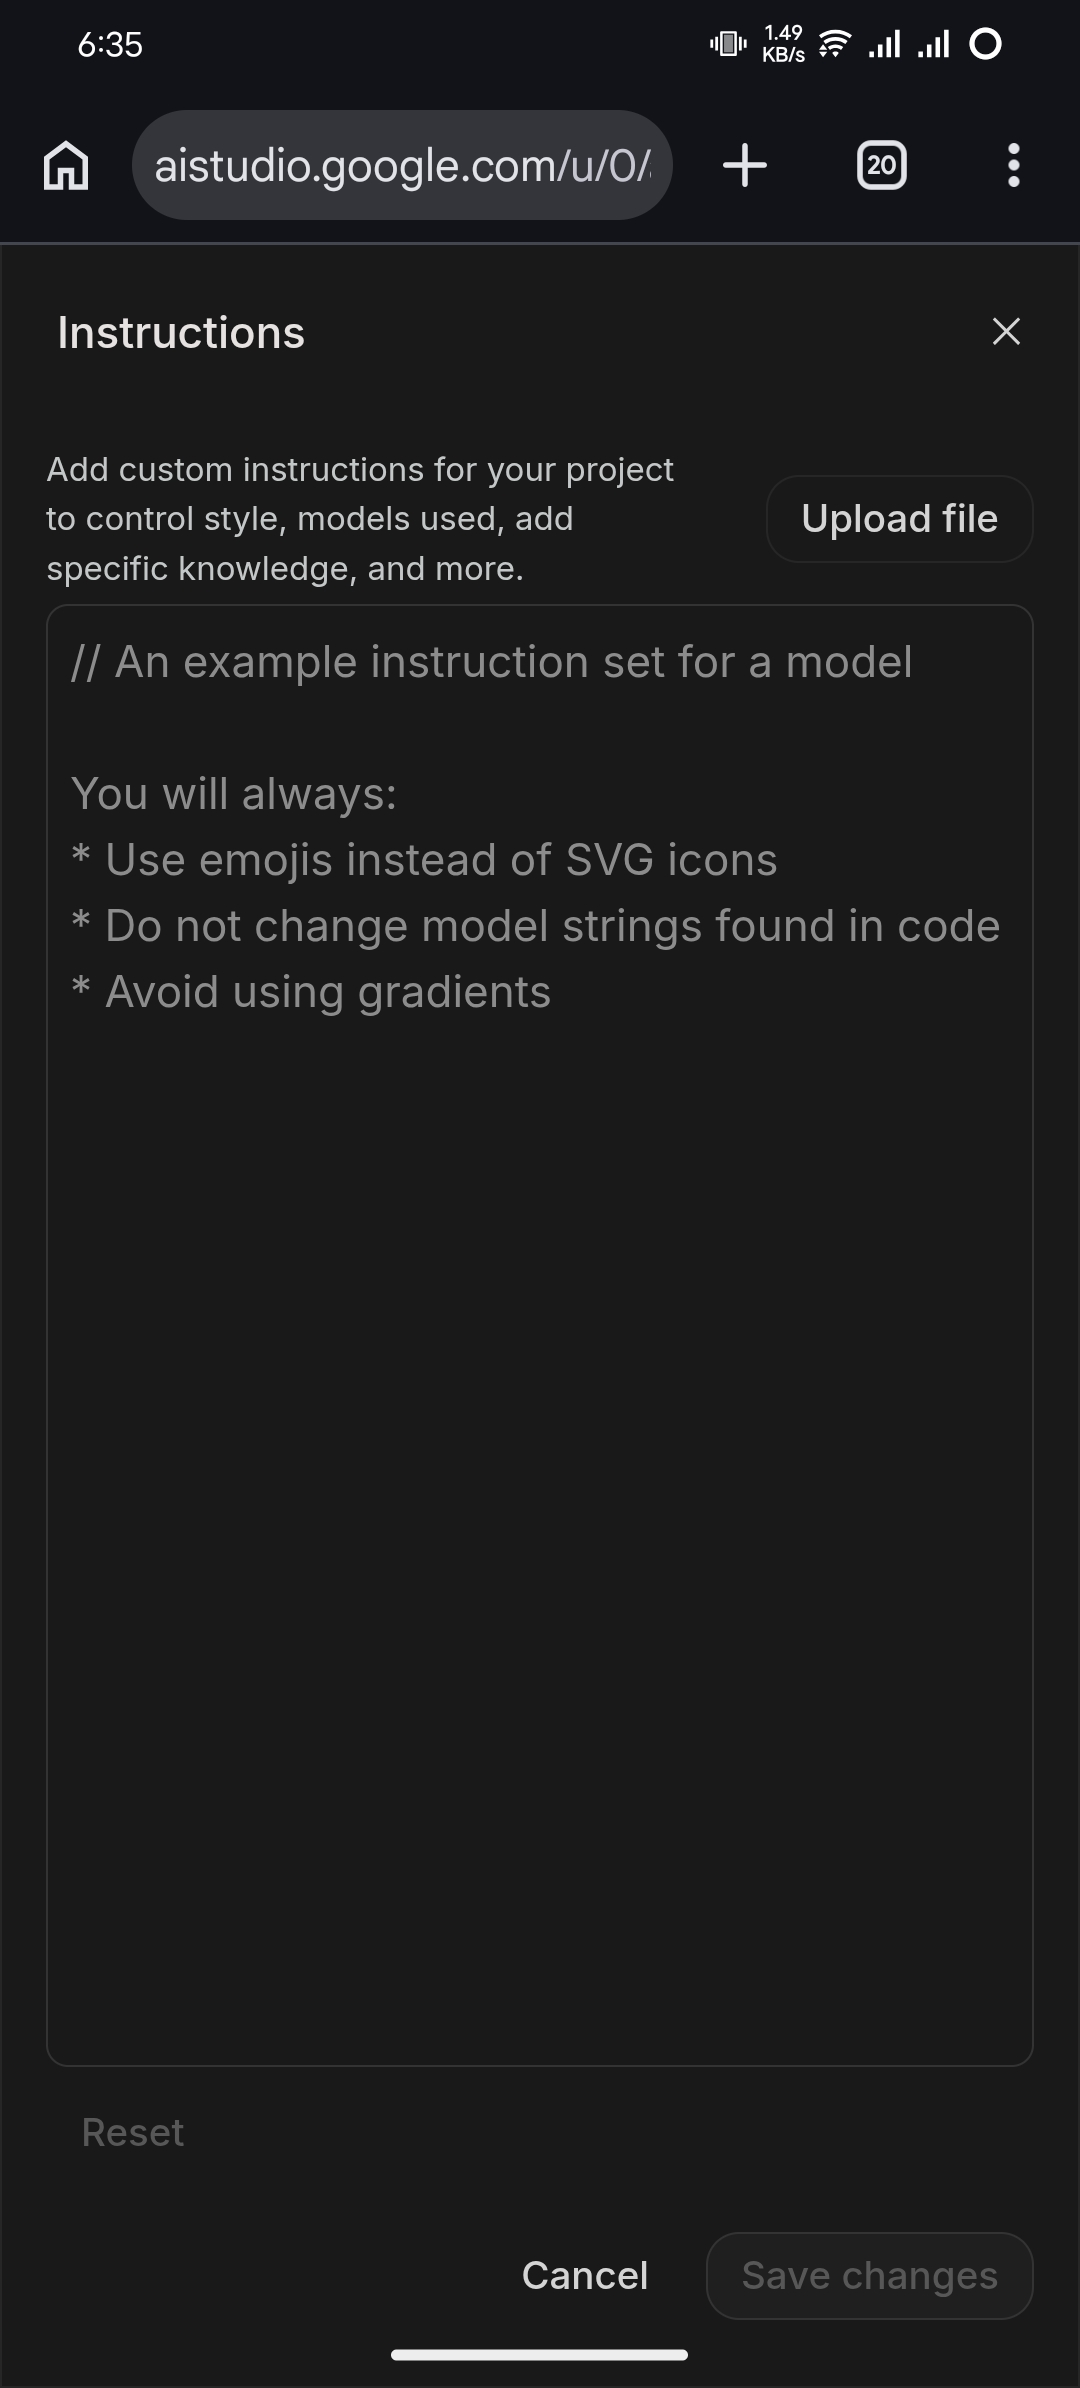 6:35
1.49
KB/s
aistudio.google.com/u/0/
20
Instructions
Add custom instructions for your project
to control style, models used, add
specific knowledge, and more.
Upload file
// An example instruction set for a model
You will always:
* Use emojis instead of SVG icons
* Do not change model strings found in code
* Avoid using gradients
Reset
Cancel
Save changes